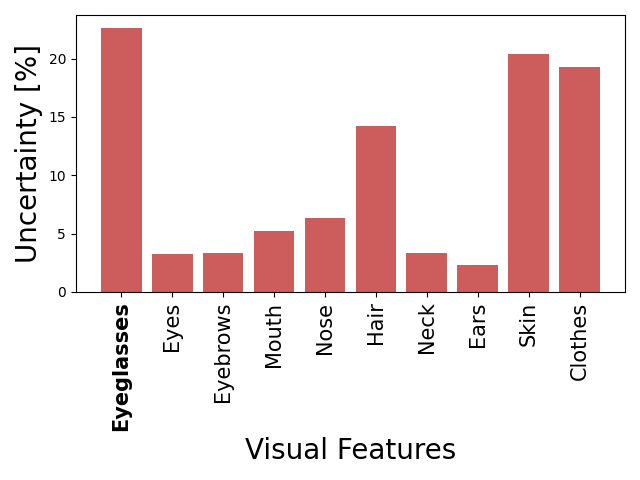 Uncertainty [%]
20
15
10
5
0
Eyeglasses
Eyes
Eyebrows
Mouth
Nose
Hair
Neck
Ears
Skin
Clothes
Visual Features